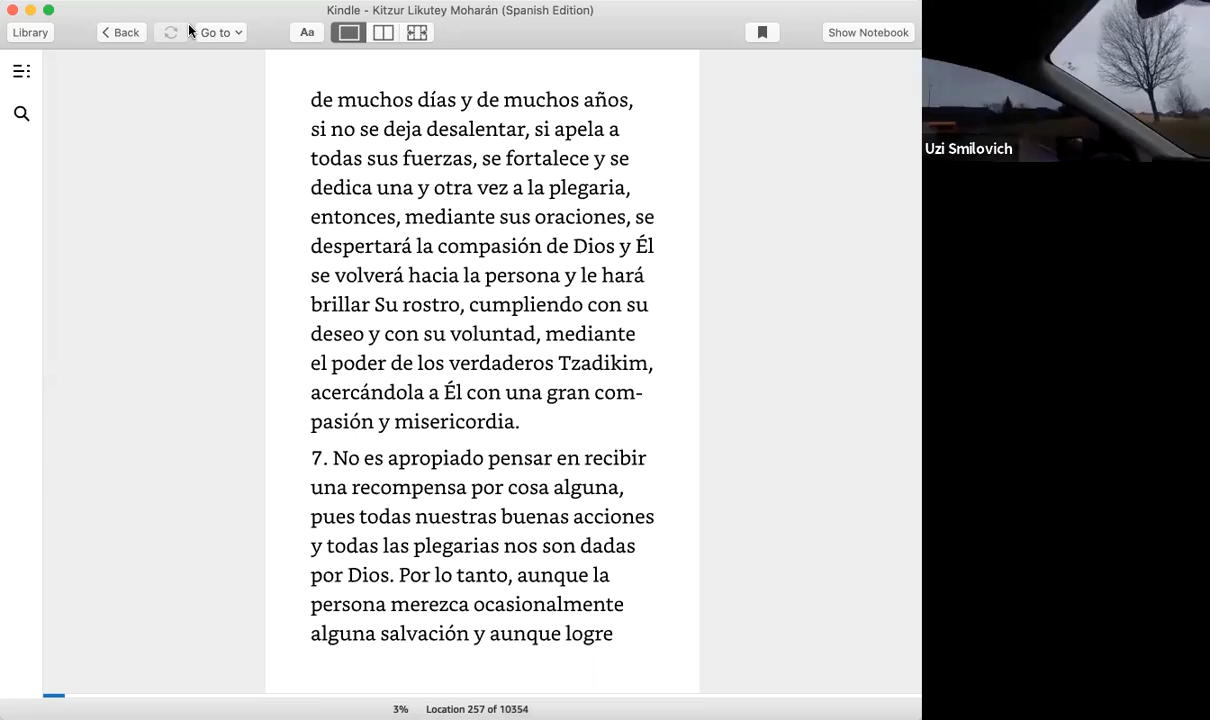 Kindle - Kitzur Likutey Moharán (Spanish Edition)
Library
Back
Go to
Aa
Show Notebook
de muchos días y de muchos años,
si no se deja desalentar, si apela a
todas sus fuerzas, se fortalece y se
dedica una y otra vez a la plegaria,
entonces, mediante sus oraciones, se
despertará la compasión de Dios y Él
se volverá hacia la persona y le hará
brillar Su rostro, cumpliendo con su
deseo y con su voluntad, mediante
el poder de los verdaderos Tzadikim,
acercándola a Él con una gran com-
pasión y misericordia.
7. No es apropiado pensar en recibir
una recompensa por cosa alguna,
pues todas nuestras buenas acciones
y todas las plegarias nos son dadas
por Dios. Por lo tanto, aunque la
persona merezca ocasionalmente
alguna salvación y aunque logre
3%
Location 257 of 10354
Uzi Smilovich